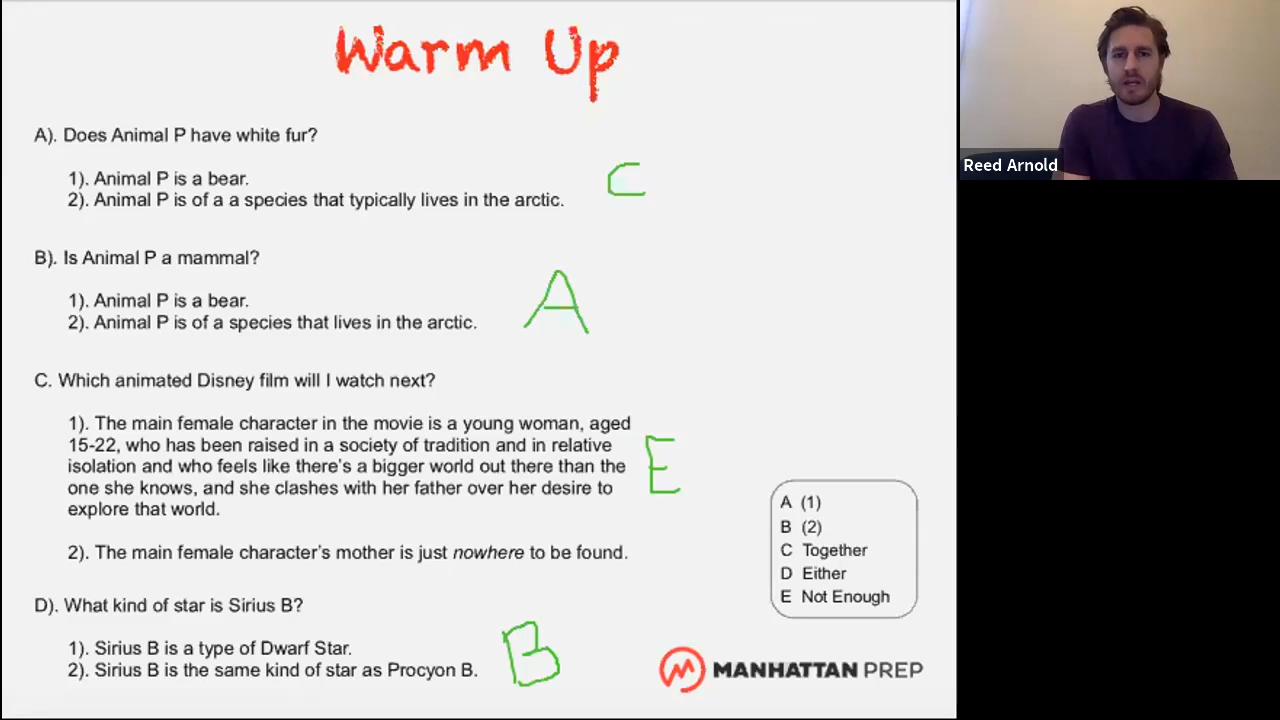 Warm Up
Reed Arnold
A). Does Animal P have white fur?
1). Animal P is a bear.
2). Animal P is of a a species that typically lives in the arctic.
C
B). Is Animal P a mammal?
1). Animal P is a bear.
2). Animal P is of a species that lives in the arctic.
A
C. Which animated Disney film will I watch next?
1). The main female character in the movie is a young woman, aged
15-22, who has been raised in a society of tradition and in relative
isolation and who feels like there's a bigger world out there than the
one she knows, and she clashes with her father over her desire to
explore that world.
E
2). The main female character's mother is just nowhere to be found.
A (1)
B (2)
C Together
D Either
E Not Enough
D). What kind of star is Sirius B?
1). Sirius B is a type of Dwarf Star.
2). Sirius B is the same kind of star as Procyon B.
B
MANHATTAN PREP